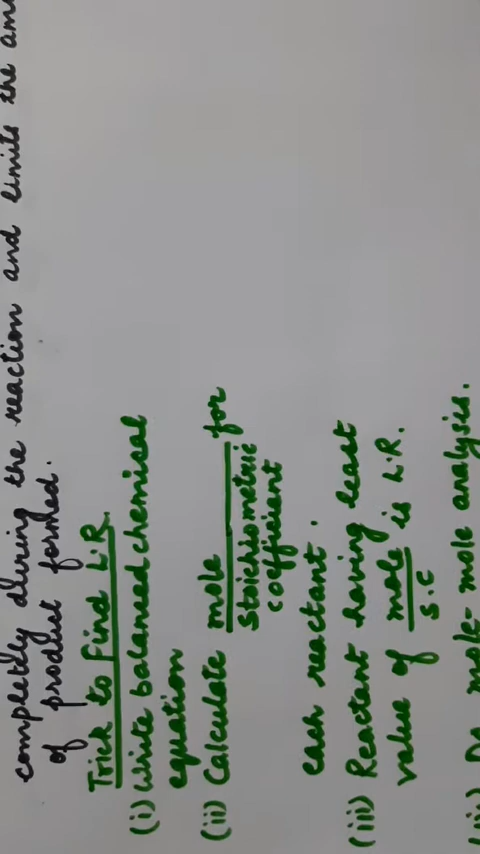 completely during the reaction and limits the
of product formed.
Trick to Find L.R.
(i) Write balanced chemical
equation
(ii) Calculate mole for
Stoichiometric
coefficient
each reactant.
(iii) Reactant having least
value of mole is L.R.
S.C
mole-mole analysis.